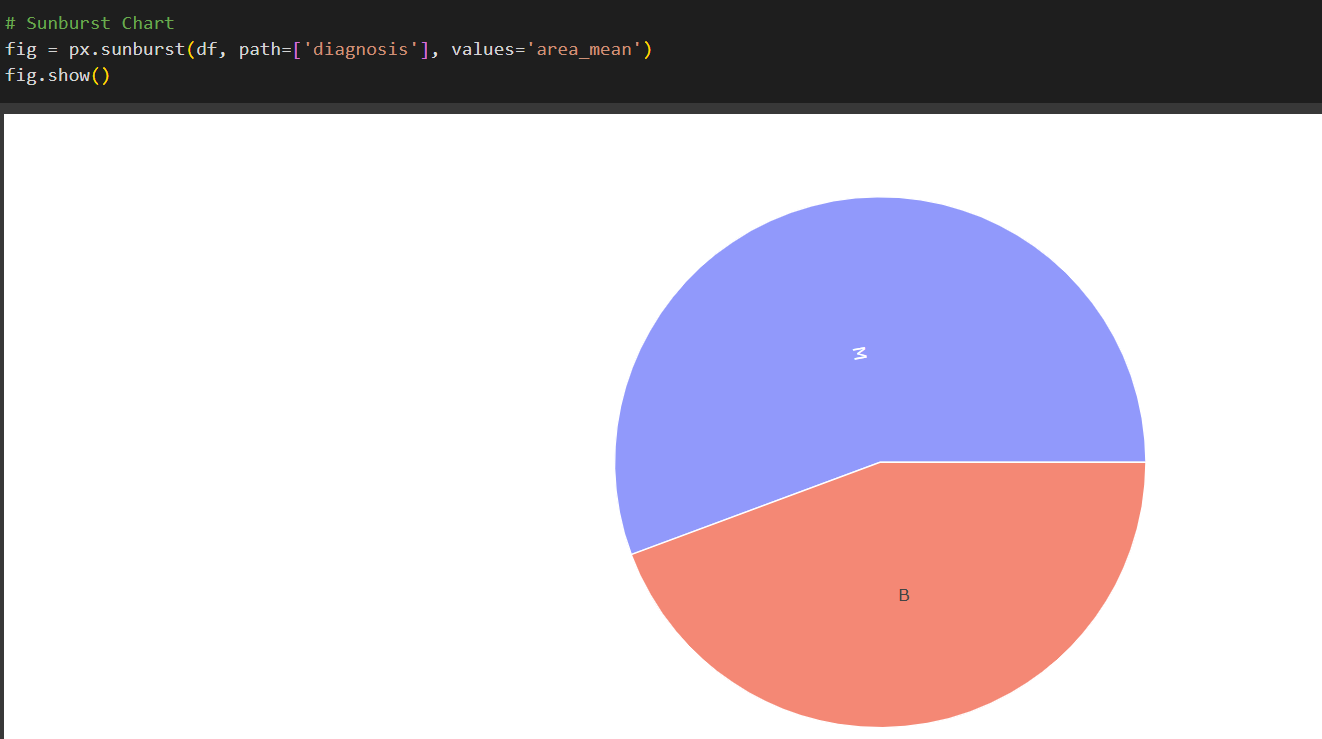 # Sunburst Chart
fig = px.sunburst(df, path=['diagnosis'], values='area_mean')
fig.show()
M
B